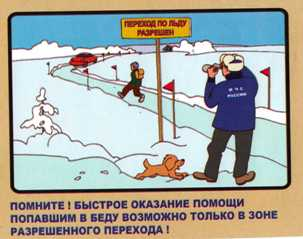 ПЕРЕХОД ПО ЛЬДУ
РАЗРЕШЕН
М Ч С
РОССИИ
ПОМНИТЕ ! БЫСТРОЕ ОКАЗАНИЕ ПОМОЩИ
ПОПАВШИМ В БЕДУ ВОЗМОЖНО ТОЛЬКО В ЗОНЕ
РАЗРЕШЕННОГО ПЕРЕХОДА !